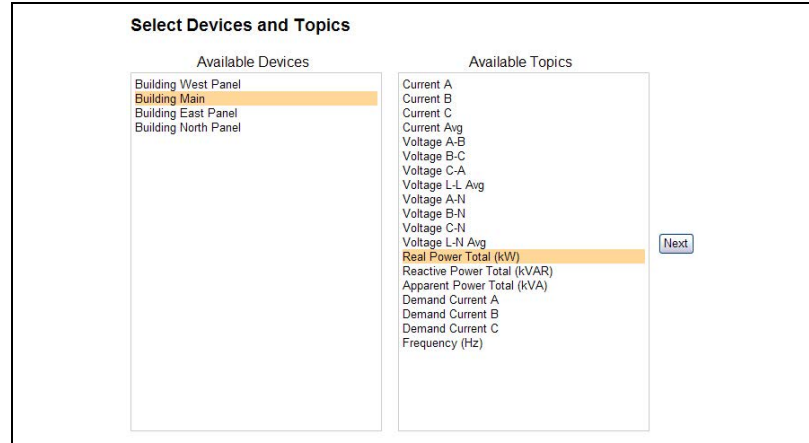 Select Devices and Topics
Available Devices
Building West Panel
Building Main
Building East Panel
Building North Panel
Available Topics
Current A
Current B
Current C
Current Avg
Voltage A-B
Voltage B-C
Voltage C-A
Voltage L-L Avg
Voltage A-N
Voltage B-N
Voltage C-N
Voltage L-N Avg
Real Power Total (kW)
Reactive Power Total (kVAR)
Apparent Power Total (kVA)
Demand Current A
Demand Current B
Demand Current C
Frequency (Hz)
Next